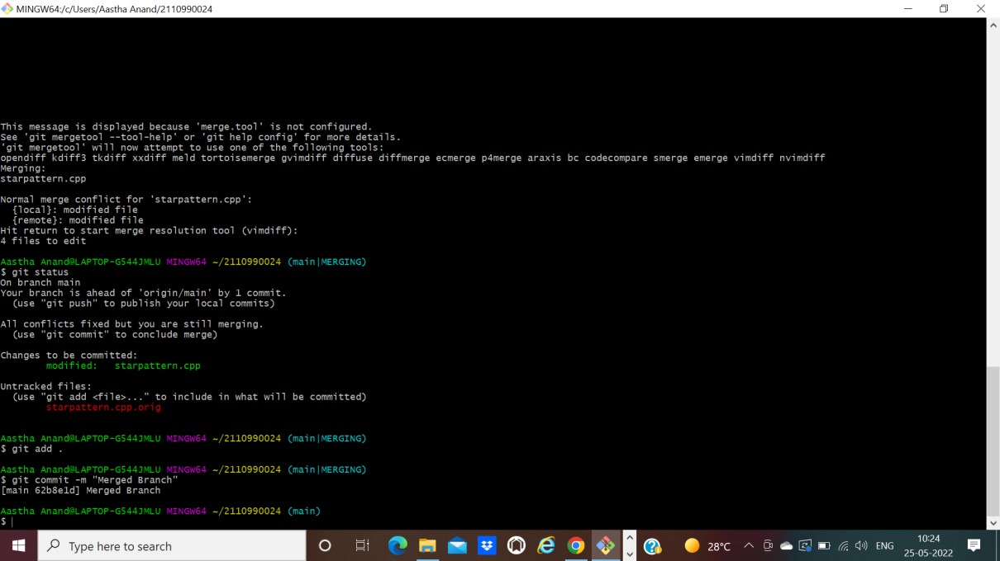 MINGW64:/c/Users/Aastha Anand/2110990024
This message is displayed because 'merge.tool' is not configured.
See 'git mergetool --tool-help' or 'git help config' for more details.
'git mergetool' will now attempt to use one of the following tools:
opendiff kdiff3 tkdiff xxdiff meld tortoisemerge gvimdiff diffuse diffmerge ecmerge p4merge araxis bc codecompare smerge emerge vimdiff nvimdiff
Merging:
starpattern.cpp

Normal merge conflict for 'starpattern.cpp':
  {local}: modified file
  {remote}: modified file
Hit return to start merge resolution tool (vimdiff):
4 files to edit

Aastha Anand@LAPTOP-G544JMLU MINGW64 ~/2110990024 (main|MERGING)
$ git status
On branch main
Your branch is ahead of 'origin/main' by 1 commit.
  (use "git push" to publish your local commits)

All conflicts fixed but you are still merging.
  (use "git commit" to conclude merge)

Changes to be committed:
        modified:   starpattern.cpp

Untracked files:
  (use "git add <file>..." to include in what will be committed)
        starpattern.cpp.orig

Aastha Anand@LAPTOP-G544JMLU MINGW64 ~/2110990024 (main|MERGING)
$ git add .

Aastha Anand@LAPTOP-G544JMLU MINGW64 ~/2110990024 (main|MERGING)
$ git commit -m "Merged Branch"
[main 62b8e1d] Merged Branch

Aastha Anand@LAPTOP-G544JMLU MINGW64 ~/2110990024 (main)
$
Type here to search
28°C
ENG
10:24
25-05-2022